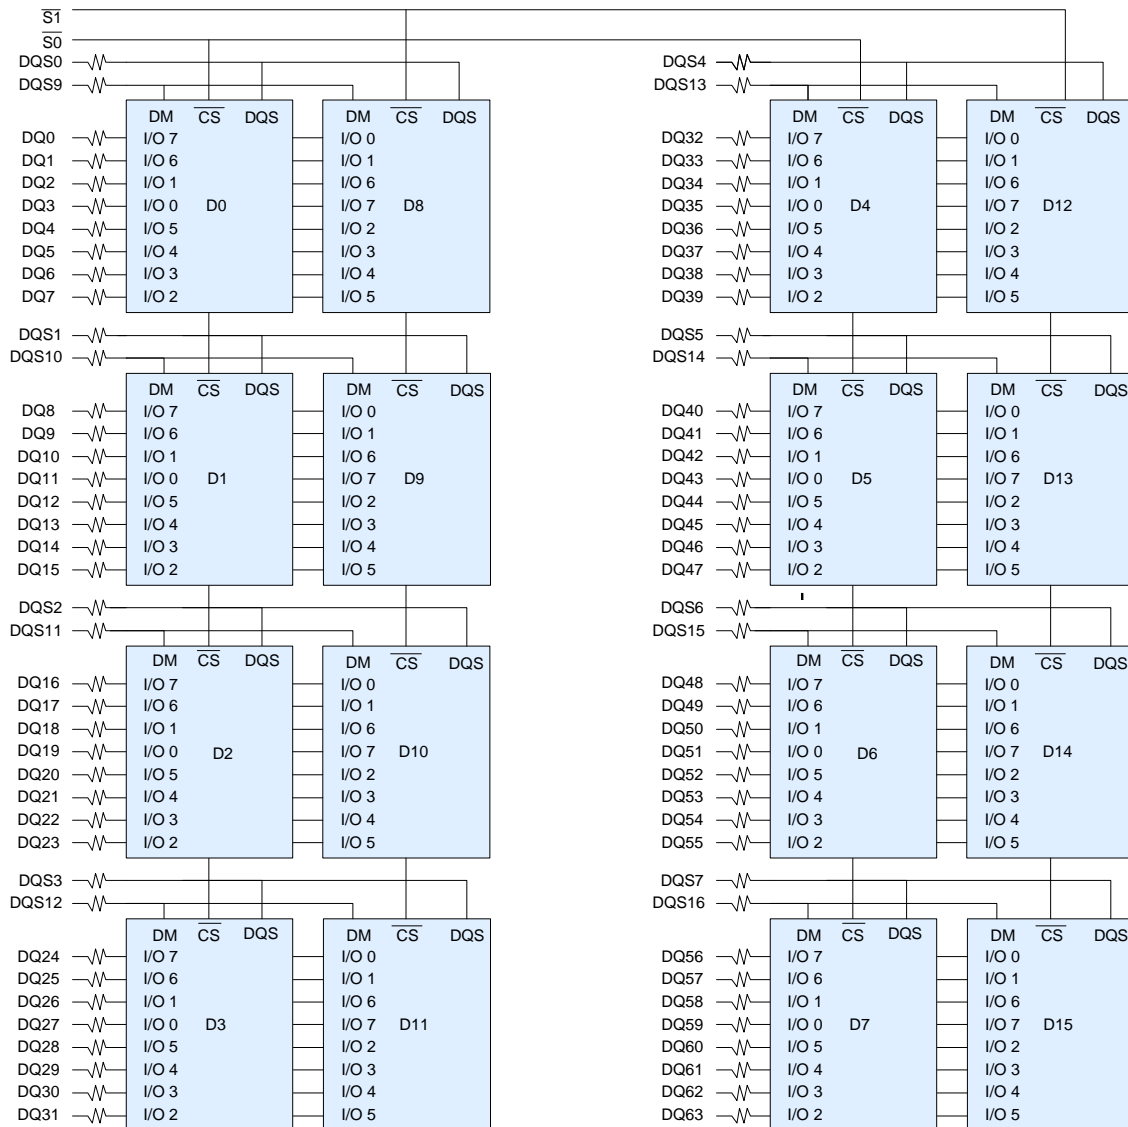 S1
S0
DQS0
DQS9
DM CS DQS
DQ0 I/O 7 I/O 0
DQ1 I/O 6 I/O 1
DQ2 I/O 1 I/O 6
DQ3 I/O 0 D0 I/O 7 D8
DQ4 I/O 5 I/O 2
DQ5 I/O 4 I/O 3
DQ6 I/O 3 I/O 4
DQ7 I/O 2 I/O 5
DM CS DQS
DQS1
DQS10
DM CS DQS DM CS DQS
DQ8 I/O 7 I/O 0
DQ9 I/O 6 I/O 1
DQ10 I/O 1 I/O 6
DQ11 I/O 0 D1 I/O 7 D9
DQ12 I/O 5 I/O 2
DQ13 I/O 4 I/O 3
DQ14 I/O 3 I/O 4
DQ15 I/O 2 I/O 5
DQS2
DQS11
DM CS DQS DM CS DQS
DQ16 I/O 7 I/O 0
DQ17 I/O 6 I/O 1
DQ18 I/O 1 I/O 6
DQ19 I/O 0 D2 I/O 7 D10
DQ20 I/O 5 I/O 2
DQ21 I/O 4 I/O 3
DQ22 I/O 3 I/O 4
DQ23 I/O 2 I/O 5
DQS3
DQS12
DM CS DQS DM CS DQS
DQ24 I/O 7 I/O 0
DQ25 I/O 6 I/O 1
DQ26 I/O 1 I/O 6
DQ27 I/O 0 D3 I/O 7 D11
DQ28 I/O 5 I/O 2
DQ29 I/O 4 I/O 3
DQ30 I/O 3 I/O 4
DQ31 I/O 2 I/O 5
DQS4
DQS13
DM CS DQS DM CS DQS
DQ32 I/O 7 I/O 0
DQ33 I/O 6 I/O 1
DQ34 I/O 1 I/O 6
DQ35 I/O 0 D4 I/O 7 D12
DQ36 I/O 5 I/O 2
DQ37 I/O 4 I/O 3
DQ38 I/O 3 I/O 4
DQ39 I/O 2 I/O 5
DQS5
DQS14
DM CS DQS DM CS DQS
DQ40 I/O 7 I/O 0
DQ41 I/O 6 I/O 1
DQ42 I/O 1 I/O 6
DQ43 I/O 0 D5 I/O 7 D13
DQ44 I/O 5 I/O 2
DQ45 I/O 4 I/O 3
DQ46 I/O 3 I/O 4
DQ47 I/O 2 I/O 5
DQS6
DQS15
DM CS DQS DM CS DQS
DQ48 I/O 7 I/O 0
DQ49 I/O 6 I/O 1
DQ50 I/O 1 I/O 6
DQ51 I/O 0 D6 I/O 7 D14
DQ52 I/O 5 I/O 2
DQ53 I/O 4 I/O 3
DQ54 I/O 3 I/O 4
DQ55 I/O 2 I/O 5
DQS7
DQS16
DM CS DQS DM CS DQS
DQ56 I/O 7 I/O 0
DQ57 I/O 6 I/O 1
DQ58 I/O 1 I/O 6
DQ59 I/O 0 D7 I/O 7 D15
DQ60 I/O 5 I/O 2
DQ61 I/O 4 I/O 3
DQ62 I/O 3 I/O 4
DQ63 I/O 2 I/O 5